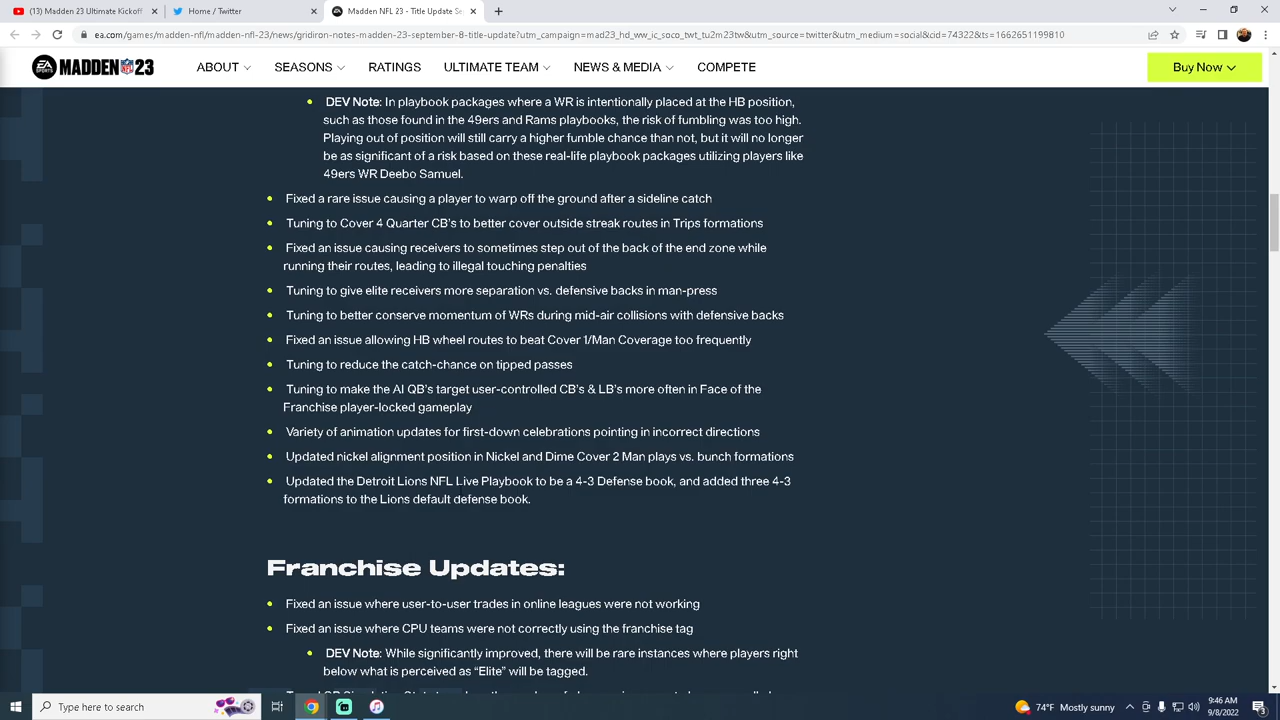 (13) Madden 23 Ultimate Kickoff
Home / Twitter
Madden NFL 23 - Title Update Se
ea.com/games/madden-nfl/madden-nfl-23/news/gridiron-notes-madden-23-september-8-title-update?utm_campaign=mad23_hd_ww_ic_soco_twt_tu2m23tw&utm_source=twitter&utm_medium=social&cid=74322&ts=1662651199810
EA SPORTS MADDEN NFL 23
ABOUT SEASONS RATINGS ULTIMATE TEAM NEWS & MEDIA COMPETE
Buy Now
DEV Note: In playbook packages where a WR is intentionally placed at the HB position,
such as those found in the 49ers and Rams playbooks, the risk of fumbling was too high.
Playing out of position will still carry a higher fumble chance than not, but it will no longer
be as significant of a risk based on these real-life playbook packages utilizing players like
49ers WR Deebo Samuel.
Fixed a rare issue causing a player to warp off the ground after a sideline catch
Tuning to Cover 4 Quarter CB's to better cover outside streak routes in Trips formations
Fixed an issue causing receivers to sometimes step out of the back of the end zone while
running their routes, leading to illegal touching penalties
Tuning to give elite receivers more separation vs. defensive backs in man-press
Tuning to better conserve momentum of WRs during mid-air collisions with defensive backs
Fixed an issue allowing HB routes to beat Cover 1/Man Coverage too frequently
Tuning to reduce the catch-chance on tipped passes
Tuning to make the AI QB's target user-controlled CB's & LB's more often in Face of the
Franchise player-locked gameplay
Variety of animation updates for first-down celebrations pointing in incorrect directions
Updated nickel alignment position in Nickel and Dime Cover 2 Man plays vs. bunch formations
Updated the Detroit Lions NFL Live Playbook to be a 4-3 Defense book, and added three 4-3
formations to the Lions default defense book.
Franchise Updates:
Fixed an issue where user-to-user trades in online leagues were not working
Fixed an issue where CPU teams were not correctly using the franchise tag
DEV Note: While significantly improved, there will be rare instances where players right
below what is perceived as “Elite” will be tagged.
Type here to search
74°F Mostly sunny
9:46 AM
9/8/2022